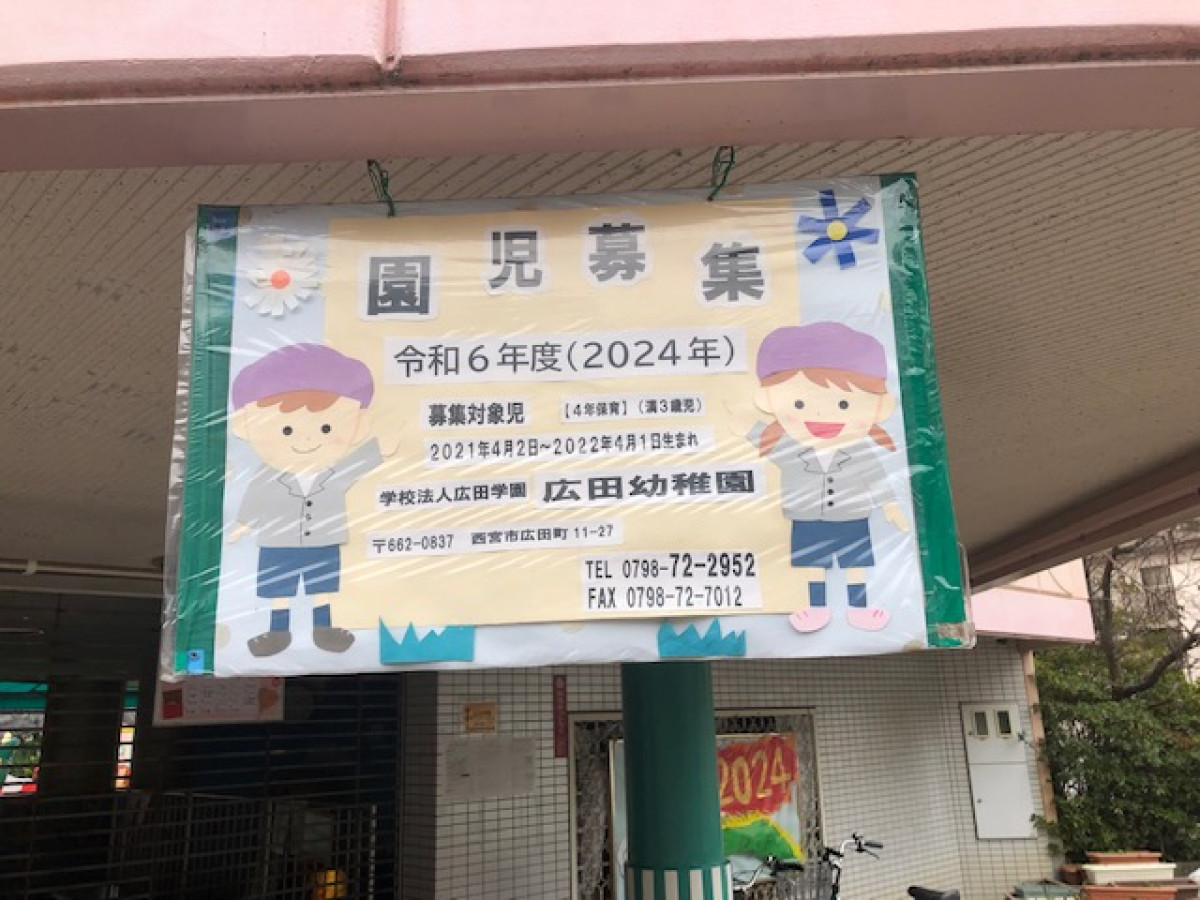 園児募集
令和6年度(2024年)
募集対象児 【4年保育】(満3歳児)
2021年4月2日~2022年4月1日生まれ
学校法人広田学園 広田幼稚園
〒662-0837 西宮市広田町11-27
TEL 0798-72-2952
FAX 0798-72-7012
2024